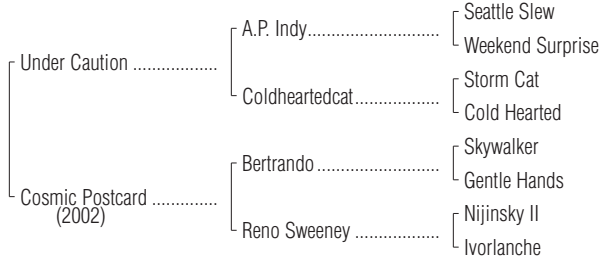 Seattle Slew
A.P. Indy..............................
Weekend Surprise
Under Caution ...................
Storm Cat
Coldheartedcat...................
Cold Hearted
Skywalker
Bertrando...........................
Gentle Hands
Cosmic Postcard ...............
(2002)
Nijinsky II
Reno Sweeney ...................
Ivorlanche